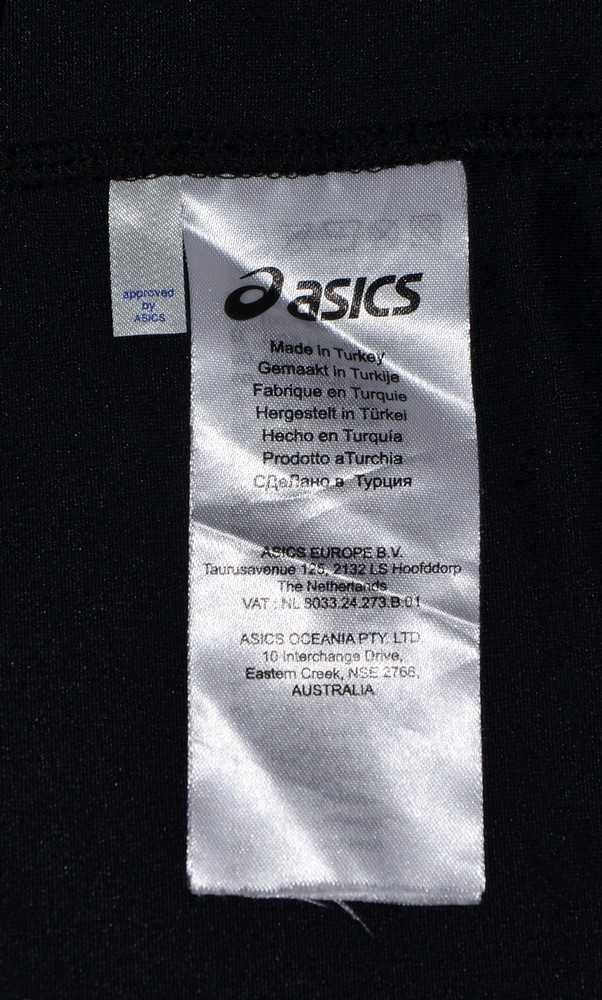 approved
by
ASICS
asics
Made in Turkey
Gemaakt in Turkije
Fabrique en Turquie
Hergestelt in Türkei
Hecho en Turquia
Prodotto aTurchia
СДеЛано в Турция
ASICS EUROPE B.V.
Taurusavenue 125, 2132 LS Hoofddorp
The Netherlands
VAT : NL 8033.24.273.B.01
ASICS OCEANIA PTY. LTD
10 Interchange Drive,
Eastern Creek, NSE 2766,
AUSTRALIA